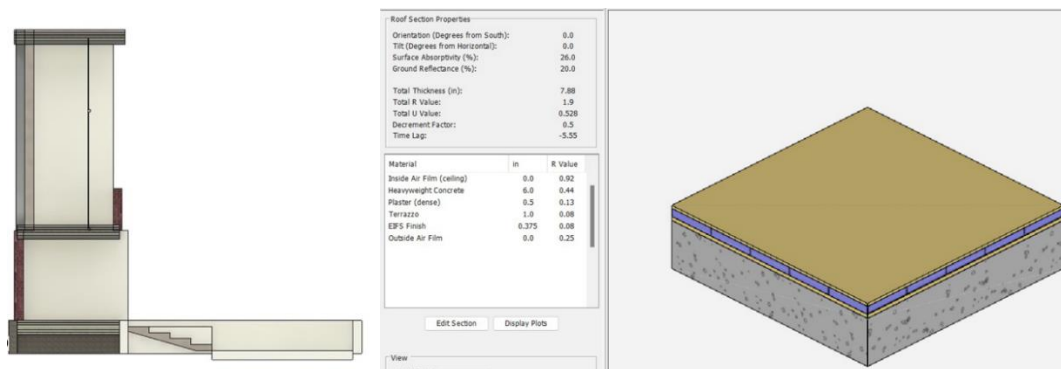 Roof Section Properties
Orientation (Degrees from South): 0.0
Tilt (Degrees from Horizontal): 0.0
Surface Absorptivity (%): 26.0
Ground Reflectance (%): 20.0
Total Thickness (in): 7.88
Total R Value: 1.9
Total U Value: 0.528
Decrement Factor: 0.5
Time Lag: -5.55
Material in R Value
Inside Air Film (ceiling) 0.0 0.92
Heavyweight Concrete 6.0 0.44
Plaster (dense) 0.5 0.13
Terrazzo 1.0 0.08
EIFS Finish 0.375 0.08
Outside Air Film 0.0 0.25
Edit Section Display Plots
View